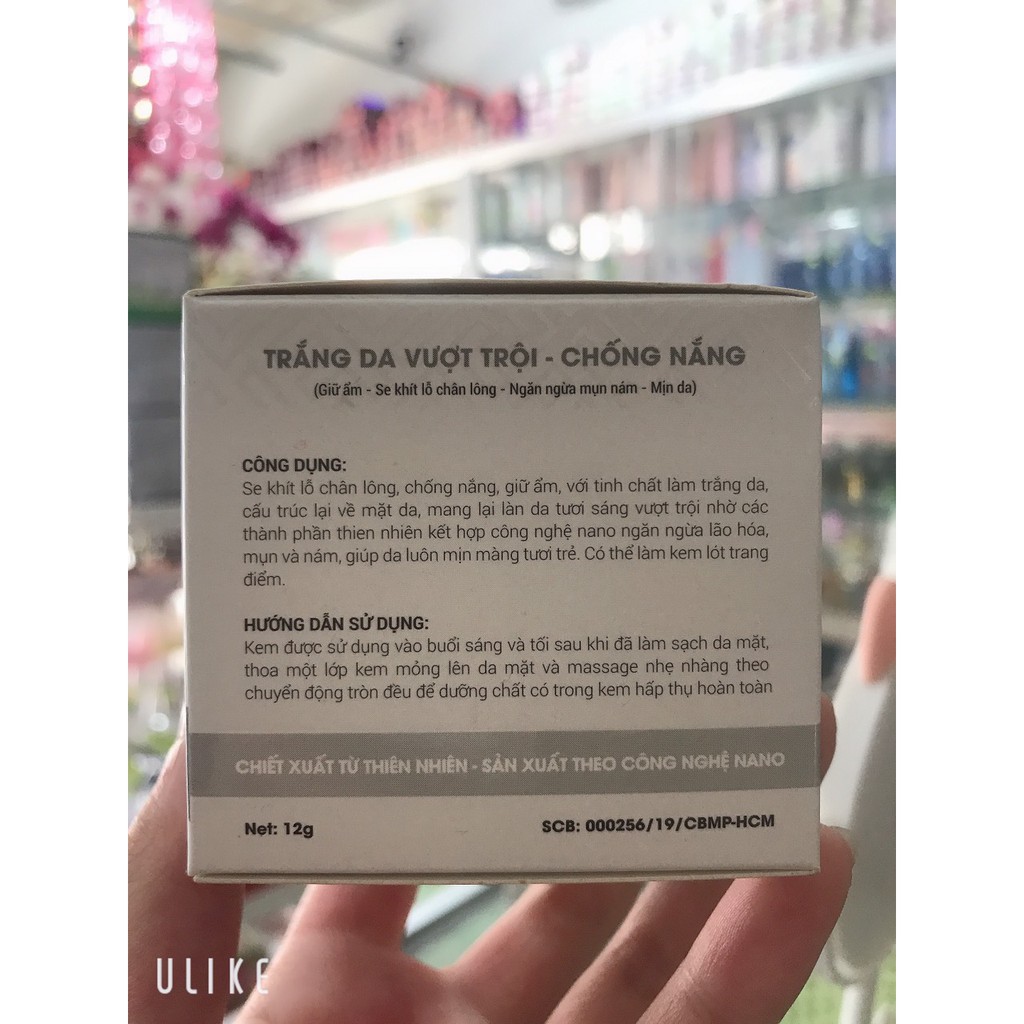 TRẮNG DA VƯỢT TRỘI - CHỐNG NẮNG
(Giữ ẩm - Se khít lỗ chân lông - Ngăn ngừa mụn nám - Mịn da)
CÔNG DỤNG:
Se khít lỗ chân lông, chống nắng, giữ ẩm, với tinh chất làm trắng da,
cấu trúc lại về mặt da, mang lại làn da tươi sáng vượt trội nhờ các
thành phần thien nhiên kết hợp công nghệ nano ngăn ngừa lão hóa,
mụn và nám, giúp da luôn mịn màng tươi trẻ. Có thể làm kem lót trang
điểm.
HƯỚNG DẪN SỬ DỤNG:
Kem được sử dụng vào buổi sáng và tối sau khi đã làm sạch da mặt,
thoa một lớp kem mỏng lên da mặt và massage nhẹ nhàng theo
chuyển động tròn đều để dưỡng chất có trong kem hấp thụ hoàn toàn
CHIẾT XUẤT TỪ THIÊN NHIÊN - SẢN XUẤT THEO CÔNG NGHỆ NANO
Net: 12g
SCB: 000256/19/CBMP-HCM
ULIKE